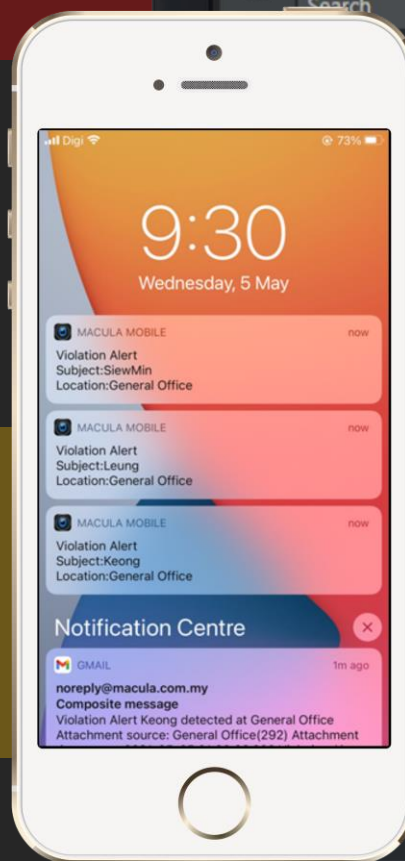 Search
Digi
73%
9:30
Wednesday, 5 May
MACULA MOBILE now
Violation Alert
Subject:SiewMin
Location:General Office
MACULA MOBILE now
Violation Alert
Subject:Leung
Location:General Office
MACULA MOBILE now
Violation Alert
Subject:Keong
Location:General Office
Notification Centre
GMAIL 1m ago
noreply@macula.com.my
Composite message
Violation Alert Keong detected at General Office
Attachment source: General Office(292) Attachment